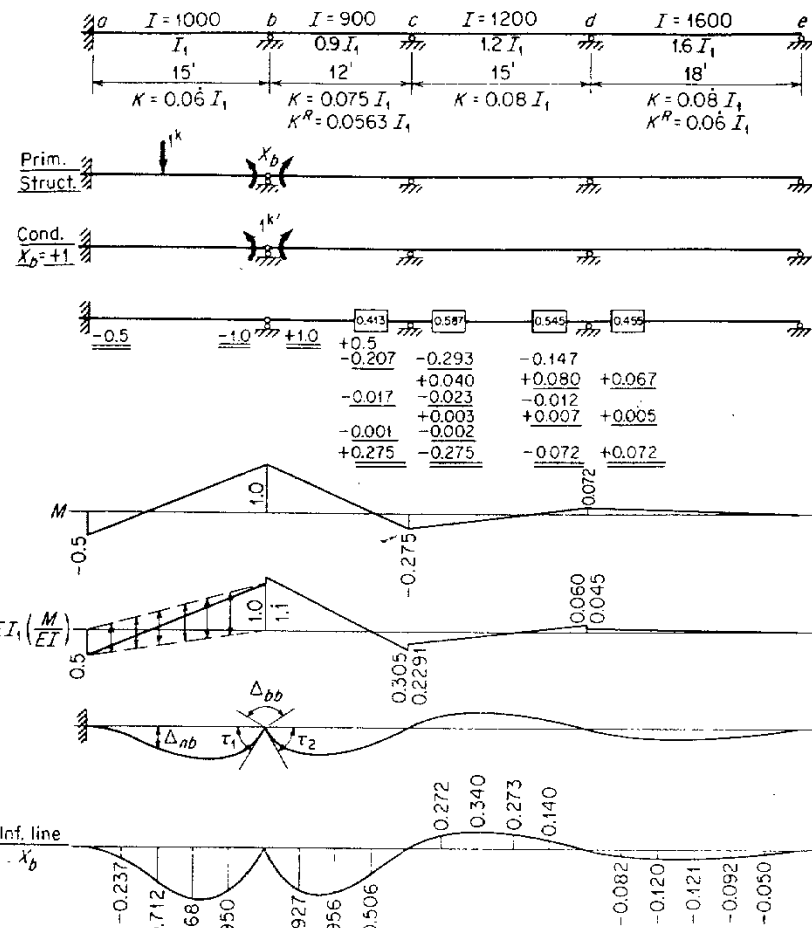 a I = 1000 b I = 900 c I = 1200 d I = 1600 e
I₁ 0.9 I₁ 1.2 I₁ 1.6 I₁
15' 12' 15' 18'
K = 0.06̇ I₁ K = 0.075 I₁ K = 0.08 I₁ K = 0.08̇ I₁
Kᴿ = 0.0563 I₁ Kᴿ = 0.06̇ I₁
1ᵏ
Prim. X_b
Struct.
Cond. 1ᵏ'
X_b = +1
0.413 0.587 0.545 0.455
-0.5 -1.0 +1.0 +0.5
-0.207 -0.293 -0.147
+0.040 +0.080 +0.067
-0.017 -0.023 -0.012
+0.003 +0.007 +0.005
-0.001 -0.002
+0.275 -0.275 -0.072 +0.072
M -0.5 1.0 -0.275 0.072
EI₁(M/EI) 0.5 1.0 1.1̇ 0.305 0.2291 0.060 0.045
Δ_bb
Δ_nb τ₁ τ₂
Inf. line 0.272 0.340 0.273 0.140
X_b
-0.237 .712 68 950 927 956 0.506 -0.082 -0.120 -0.121 -0.092 -0.050